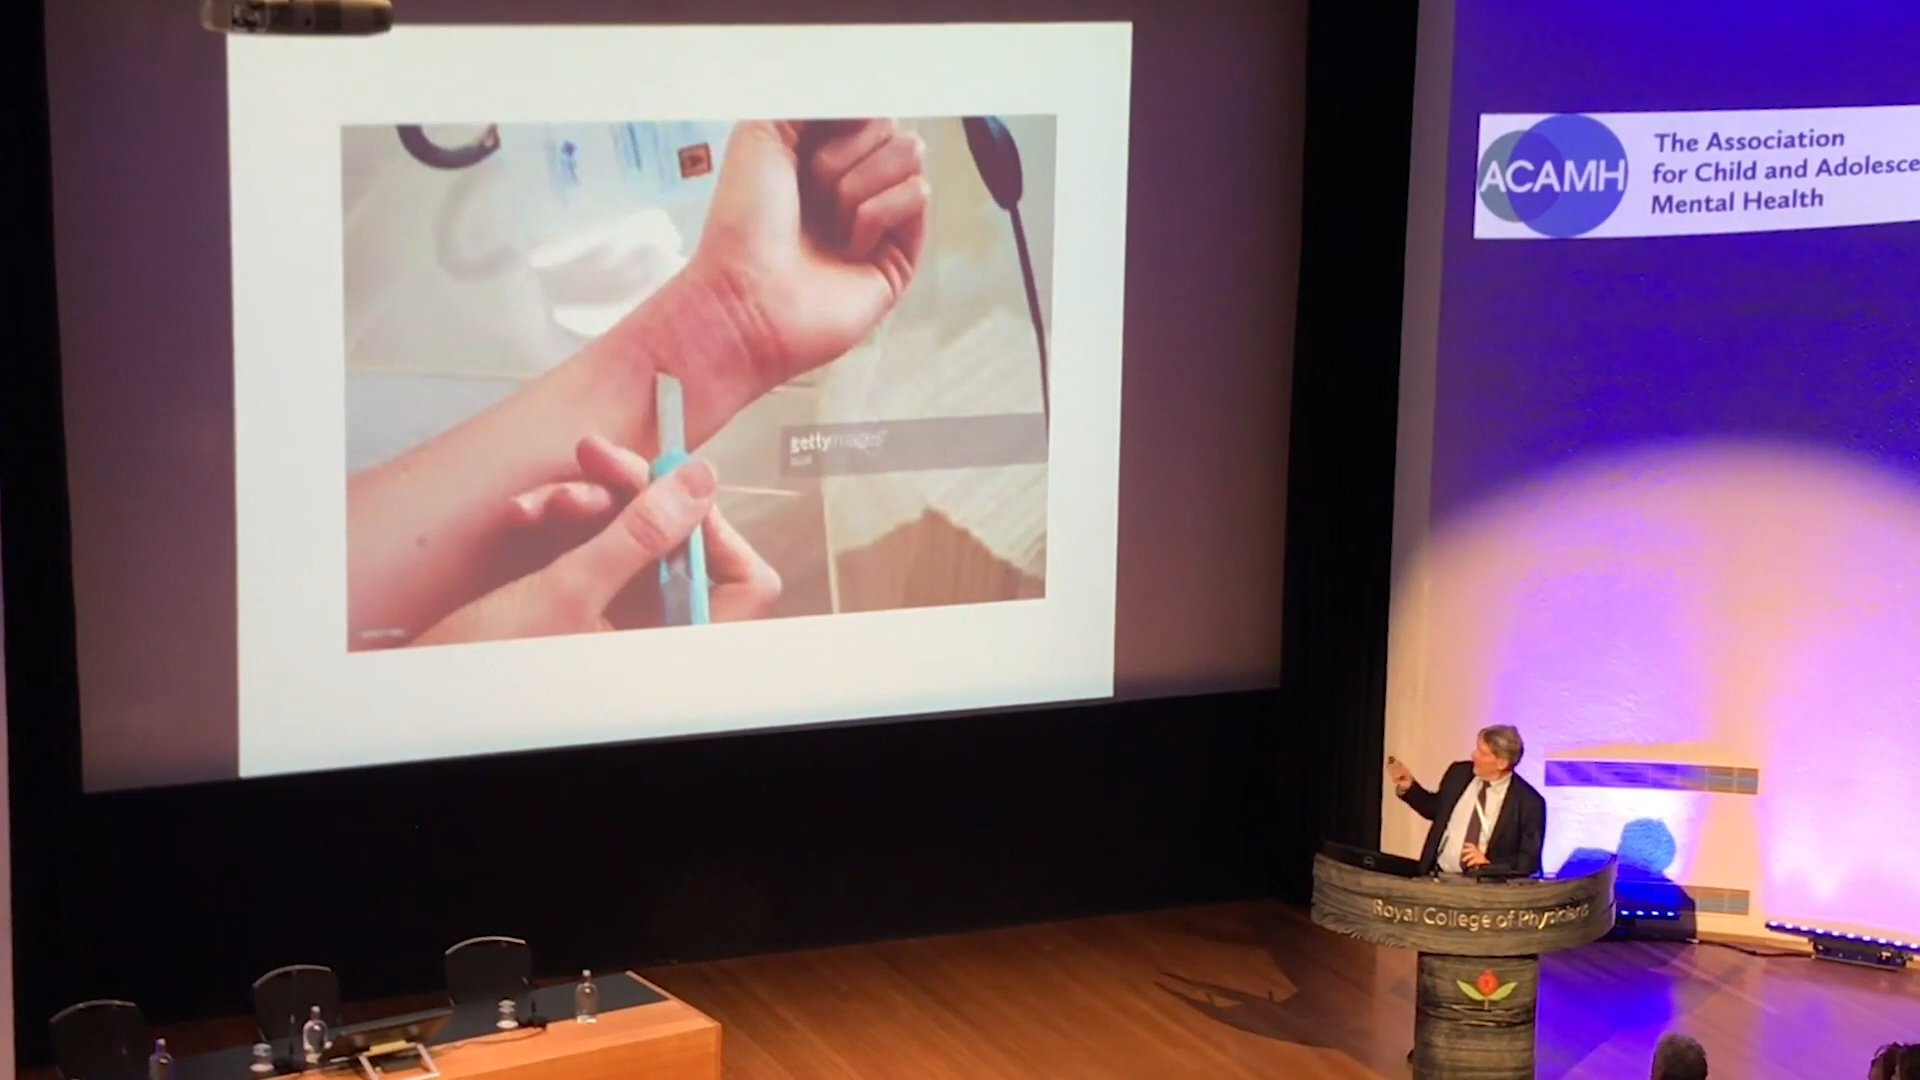 gettyimages
ACAMH
The Association
for Child and Adolesce
Mental Health
Royal College of Physicians